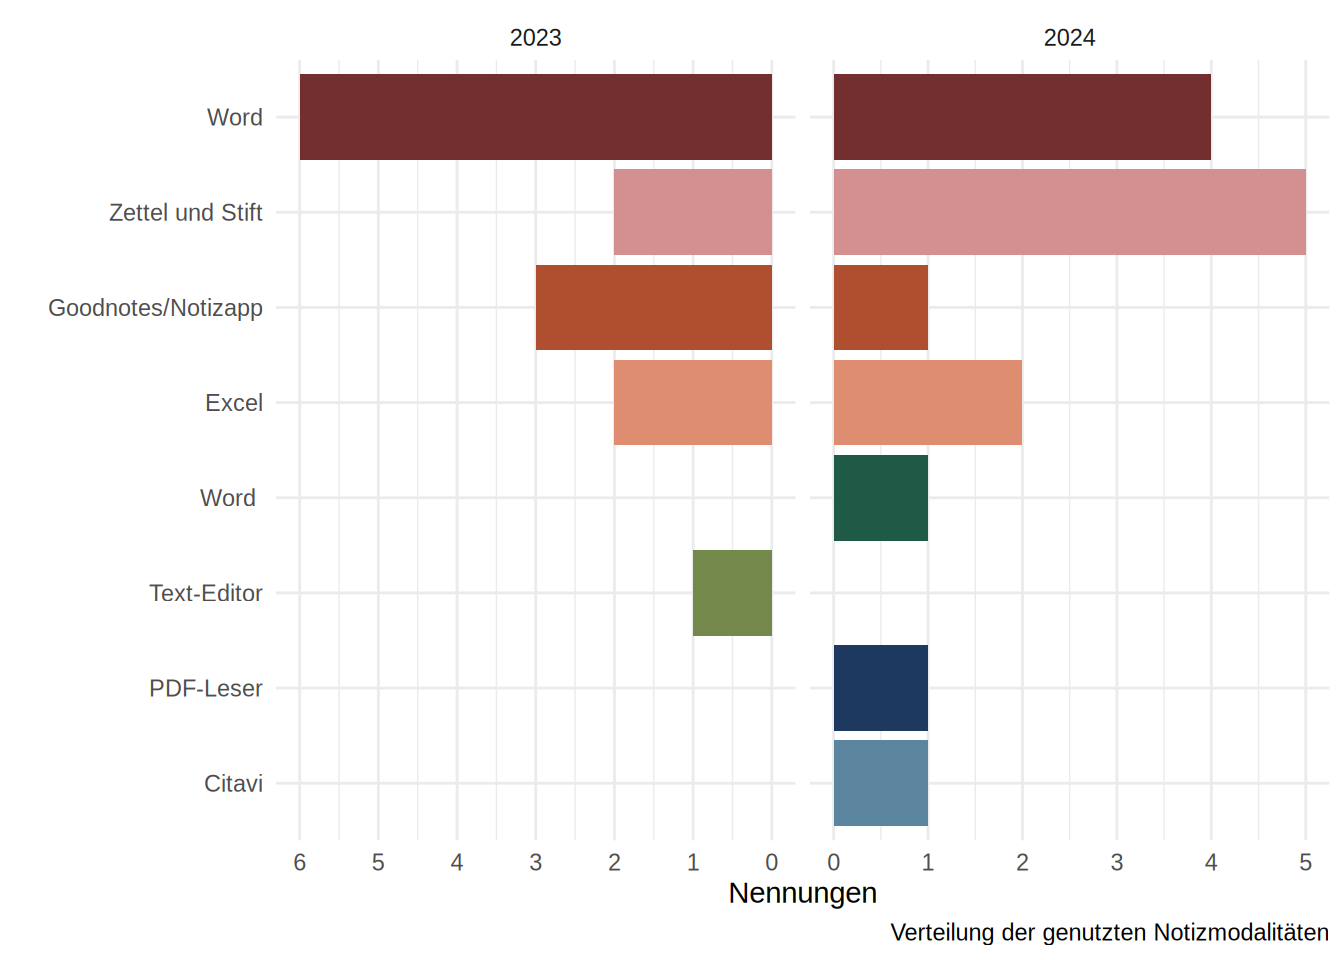 2023 2024
Word
Zettel und Stift
Goodnotes/Notizapp
Excel
Word
Text-Editor
PDF-Leser
Citavi
6 5 4 3 2 1 0 0 1 2 3 4 5
Nennungen
Verteilung der genutzten Notizmodalitäten